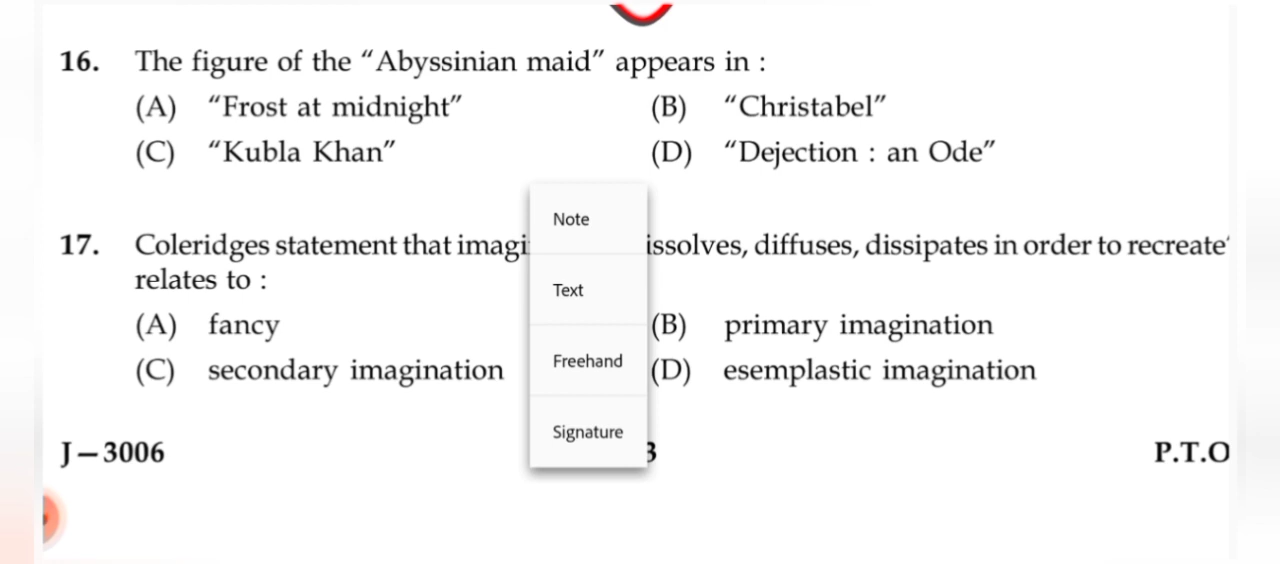 16. The figure of the “Abyssinian maid” appears in :
(A) “Frost at midnight” (B) “Christabel”
(C) “Kubla Khan” (D) “Dejection : an Ode”
Note
17. Coleridges statement that imagi issolves, diffuses, dissipates in order to recreate’
relates to :
Text
(A) fancy (B) primary imagination
Freehand
(C) secondary imagination (D) esemplastic imagination
Signature
J – 3006 3 P.T.O